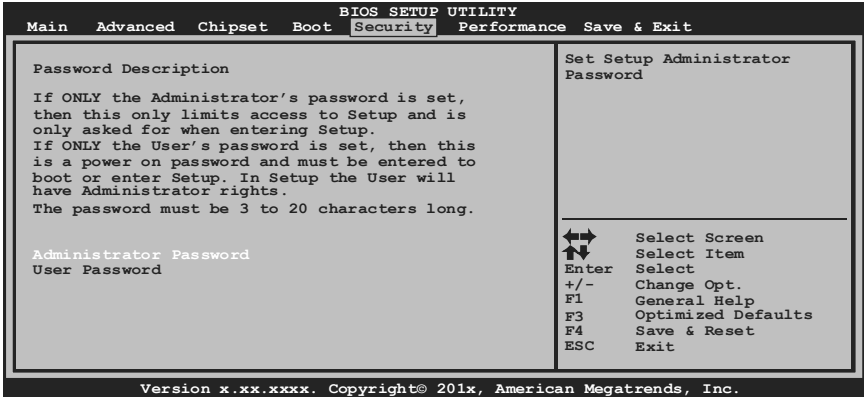 BIOS SETUP UTILITY
Main Advanced Chipset Boot Security Performance Save & Exit
Password Description
If ONLY the Administrator's password is set,
then this only limits access to Setup and is
only asked for when entering Setup.
If ONLY the User's password is set, then this
is a power on password and must be entered to
boot or enter Setup. In Setup the User will
have Administrator rights.
The password must be 3 to 20 characters long.
Administrator Password
User Password
Set Setup Administrator
Password
Select Screen
Select Item
Enter Select
+/- Change Opt.
F1 General Help
F3 Optimized Defaults
F4 Save & Reset
ESC Exit
Version x.xx.xxxx. Copyright© 201x, American Megatrends, Inc.